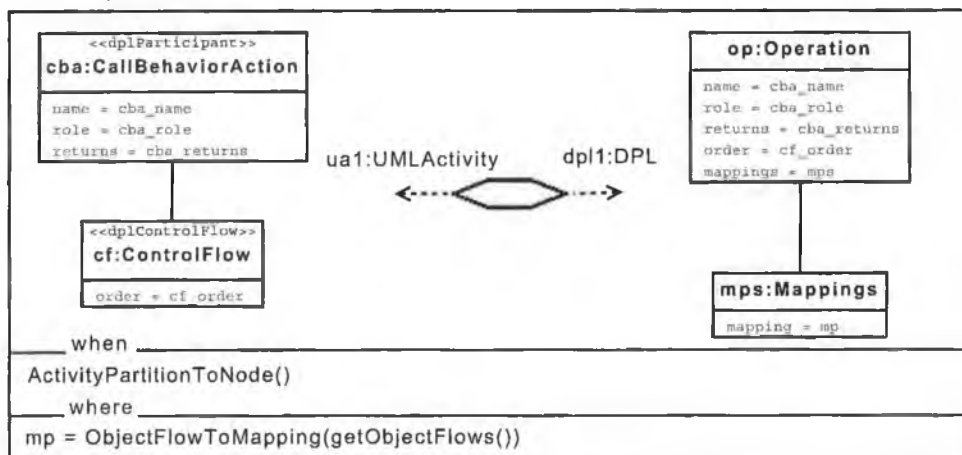 <<dplParticipant>>
cba:CallBehaviorAction
name = cba_name
role = cba_role
returns = cba_returns
<<dplControlFlow>>
cf:ControlFlow
order = cf_order
ua1:UMLActivity
dpl1:DPL
op:Operation
name = cba_name
role = cba_role
returns = cba_returns
order = cf_order
mappings = mps
mps:Mappings
mapping = mp
when
ActivityPartitionToNode()
where
mp = ObjectFlowToMapping(getObjectFlows())